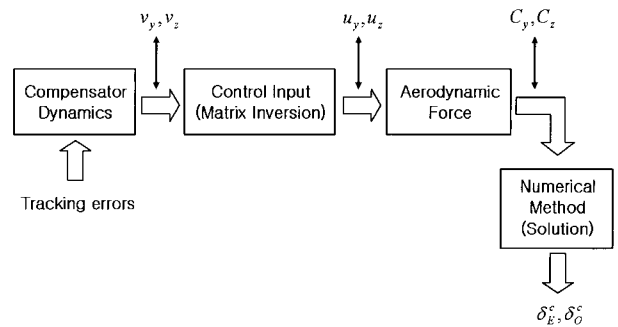 v_y, v_z
u_y, u_z
C_y, C_z
Compensator
Dynamics
Control Input
(Matrix Inversion)
Aerodynamic
Force
Tracking errors
Numerical
Method
(Solution)
δ_E^c, δ_O^c